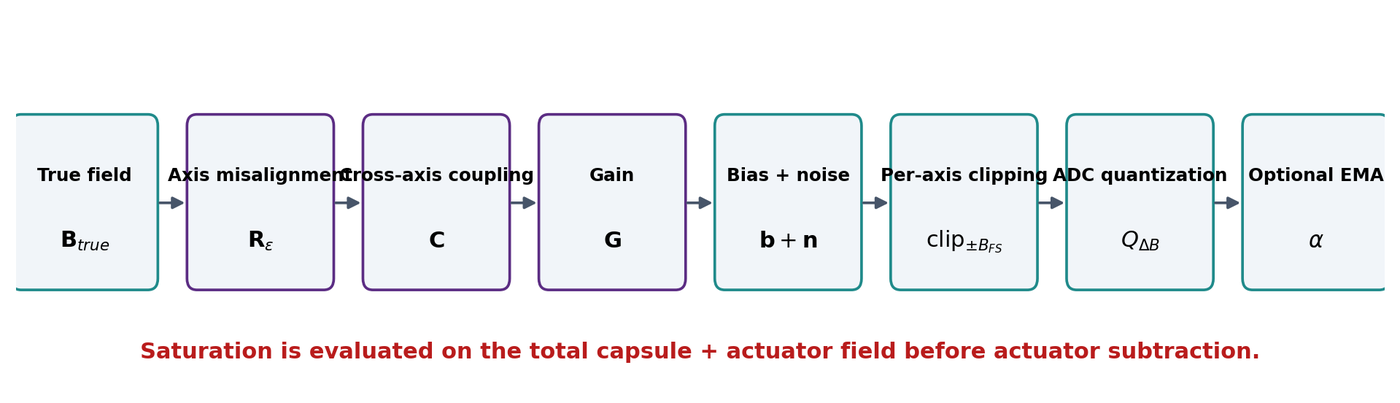 True field
B_true
Axis misalignment
R_ε
Cross-axis coupling
C
Gain
G
Bias + noise
b + n
Per-axis clipping
clip_±B_FS
ADC quantization
Q_ΔB
Optional EMA
α
Saturation is evaluated on the total capsule + actuator field before actuator subtraction.